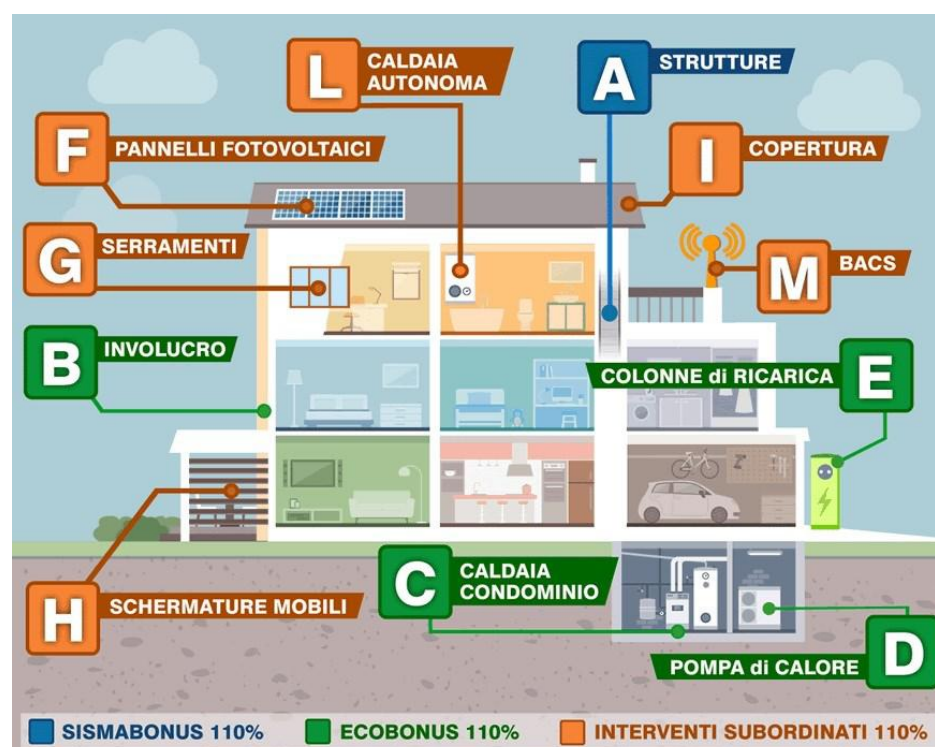 L
CALDAIA
AUTONOMA
A
STRUTTURE
F
PANNELLI FOTOVOLTAICI
I
COPERTURA
G
SERRAMENTI
M
BACS
B
INVOLUCRO
COLONNE di RICARICA
E
C
CALDAIA
CONDOMINIO
H
SCHERMATURE MOBILI
POMPA di CALORE
D
SISMABONUS 110%
ECOBONUS 110%
INTERVENTI SUBORDINATI 110%